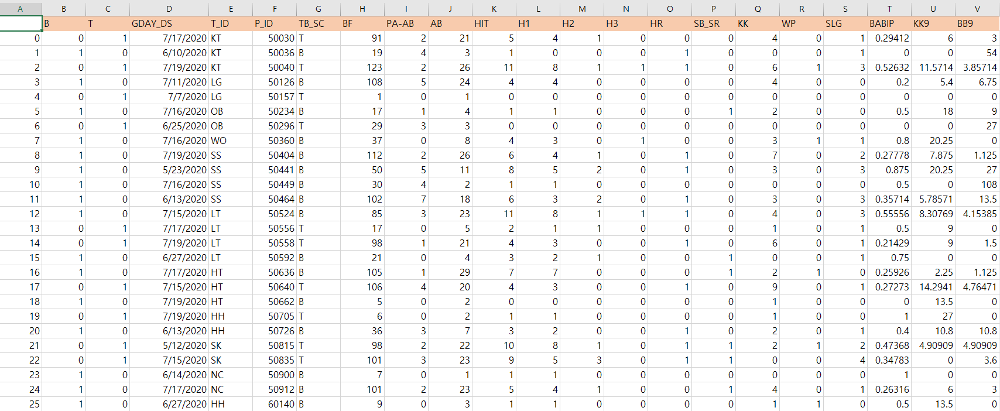 A B C D E F G H I J K L M N O P Q R S T U V
B T GDAY_DS T_ID P_ID TB_SC BF PA-AB AB HIT H1 H2 H3 HR SB_SR KK WP SLG BABIP KK9 BB9
0 0 1 7/17/2020 KT 50030 T 91 2 21 5 4 1 0 0 0 4 0 1 0.29412 6 3
1 1 0 6/10/2020 KT 50036 B 19 4 3 1 0 0 0 1 0 0 0 1 0 0 54
2 0 1 7/19/2020 KT 50040 T 123 2 26 11 8 1 1 1 0 6 1 3 0.52632 11.5714 3.85714
3 1 0 7/11/2020 LG 50126 B 108 5 24 4 4 0 0 0 0 4 0 0 0.2 5.4 6.75
4 0 1 7/7/2020 LG 50157 T 1 0 1 0 0 0 0 0 0 0 0 0 0 0 0
5 1 0 7/16/2020 OB 50234 B 17 1 4 1 1 0 0 0 1 2 0 0 0.5 18 9
6 0 1 6/25/2020 OB 50296 T 29 3 3 0 0 0 0 0 0 0 0 0 0 0 27
7 1 0 7/16/2020 WO 50360 B 37 0 8 4 3 0 1 0 0 3 1 1 0.8 20.25 0
8 1 0 7/19/2020 SS 50404 B 112 2 26 6 4 1 0 1 0 7 0 2 0.27778 7.875 1.125
9 1 0 5/23/2020 SS 50441 B 50 5 11 8 5 2 0 1 0 3 0 3 0.875 20.25 27
10 1 0 7/16/2020 SS 50449 B 30 4 2 1 1 0 0 0 0 0 0 0 0.5 0 108
11 1 0 6/13/2020 SS 50464 B 102 7 18 6 3 2 0 1 0 3 0 3 0.35714 5.78571 13.5
12 1 0 7/15/2020 LT 50524 B 85 3 23 11 8 1 1 1 0 4 0 3 0.55556 8.30769 4.15385
13 0 1 7/17/2020 LT 50556 T 17 0 5 2 1 1 0 0 0 1 0 1 0.5 9 0
14 0 1 7/19/2020 LT 50558 T 98 1 21 4 3 0 0 1 0 6 0 1 0.21429 9 1.5
15 1 0 6/27/2020 LT 50592 B 21 0 4 3 2 1 0 0 1 0 0 1 0.75 0 0
16 1 0 7/17/2020 HT 50636 B 105 1 29 7 7 0 0 0 1 2 1 0 0.25926 2.25 1.125
17 0 1 7/15/2020 HT 50640 T 106 4 20 4 3 0 0 1 0 9 0 1 0.27273 14.2941 4.76471
18 1 0 7/19/2020 HT 50662 B 5 0 2 0 0 0 0 0 0 1 0 0 0 13.5 0
19 0 1 7/19/2020 HH 50705 T 6 0 2 1 1 0 0 0 0 1 0 0 1 27 0
20 1 0 6/13/2020 HH 50726 B 36 3 7 3 2 0 0 1 0 2 0 1 0.4 10.8 10.8
21 0 1 5/12/2020 SK 50815 T 98 2 22 10 8 1 0 1 1 2 1 2 0.47368 4.90909 4.90909
22 0 1 7/15/2020 SK 50835 T 101 3 23 9 5 3 0 1 1 0 0 4 0.34783 0 3.6
23 1 0 6/14/2020 NC 50900 B 7 0 1 1 1 0 0 0 0 0 0 0 1 0 0
24 1 0 7/17/2020 NC 50912 B 101 2 23 5 4 1 0 0 1 4 0 1 0.26316 6 3
25 1 0 6/27/2020 HH 60140 B 9 0 3 1 1 0 0 0 0 1 1 0 0.5 13.5 0